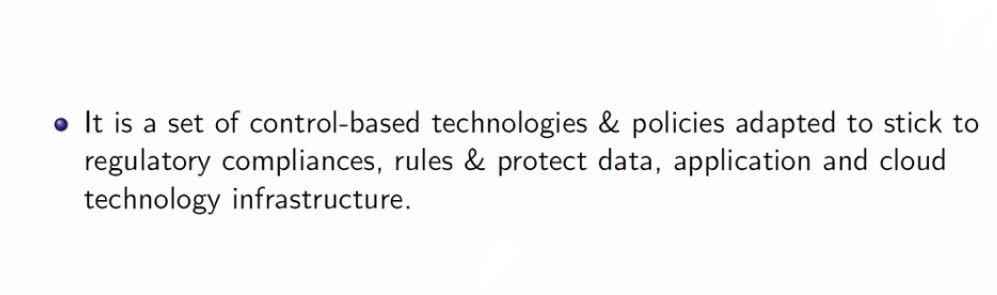 It is a set of control-based technologies & policies adapted to stick to
regulatory compliances, rules & protect data, application and cloud
technology infrastructure.